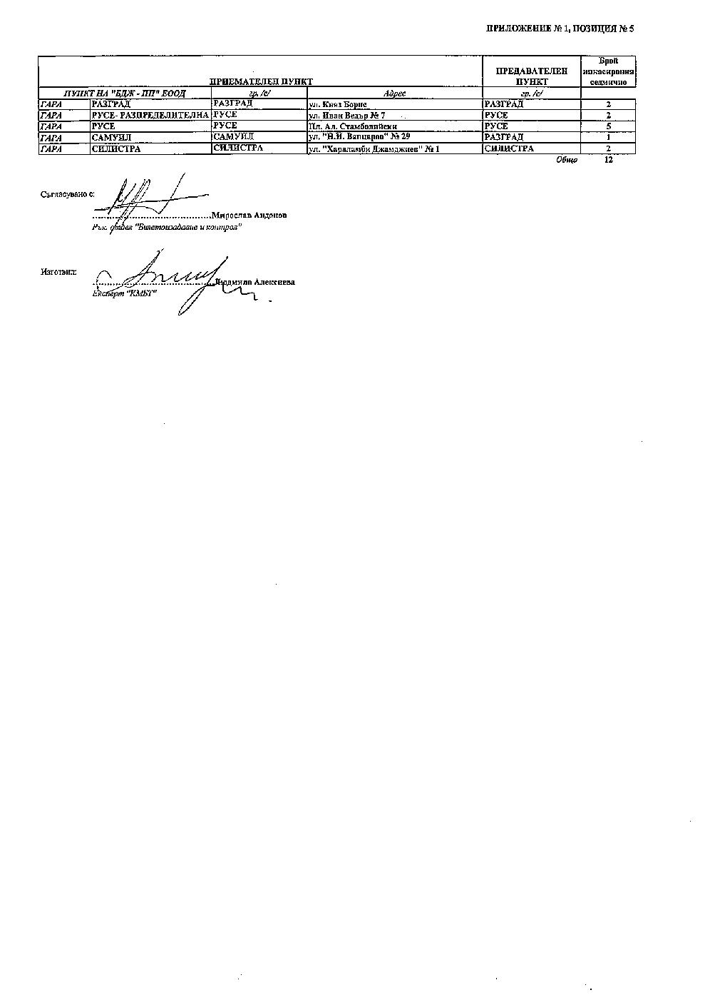 ПРИЛОЖЕНИЕ № 1, ПОЗИЦИЯ № 5
ПРИЕМАТЕЛЕН ПУНКТ ПРЕДАВАТЕЛЕН ПУНКТ Брой инкасирания седмично
ПУНКТ НА "БДЖ - ПП" ЕООД гр. /с/ Адрес гр. /с/
ГАРА РАЗГРАД РАЗГРАД ул. Княз Борис РАЗГРАД 2
ГАРА РУСЕ- РАЗПРЕДЕЛИТЕЛНА РУСЕ ул. Иван Ведър № 7 РУСЕ 2
ГАРА РУСЕ РУСЕ Пл. Ал. Стамболийски РУСЕ 5
ГАРА САМУИЛ САМУИЛ ул. "Н.Й. Вапцаров" № 29 РАЗГРАД 1
ГАРА СИЛИСТРА СИЛИСТРА ул. "Хараламби Джамджиев" № 1 СИЛИСТРА 2
Общо 12
Съгласувано с:
Мирослав Андонов
Рък. отдел "Билетоиздаване и контрол"
Изготвил:
Людмила Алексиева
Експерт "КМБТ"